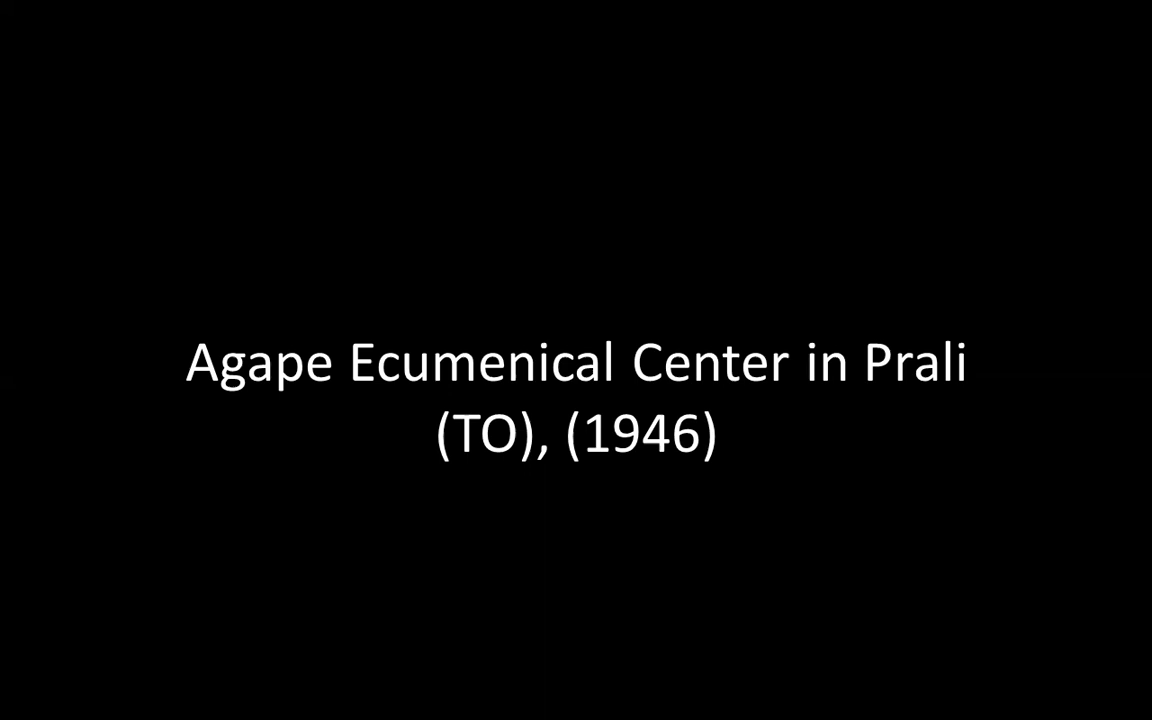 Agape Ecumenical Center in Prali
(TO), (1946)